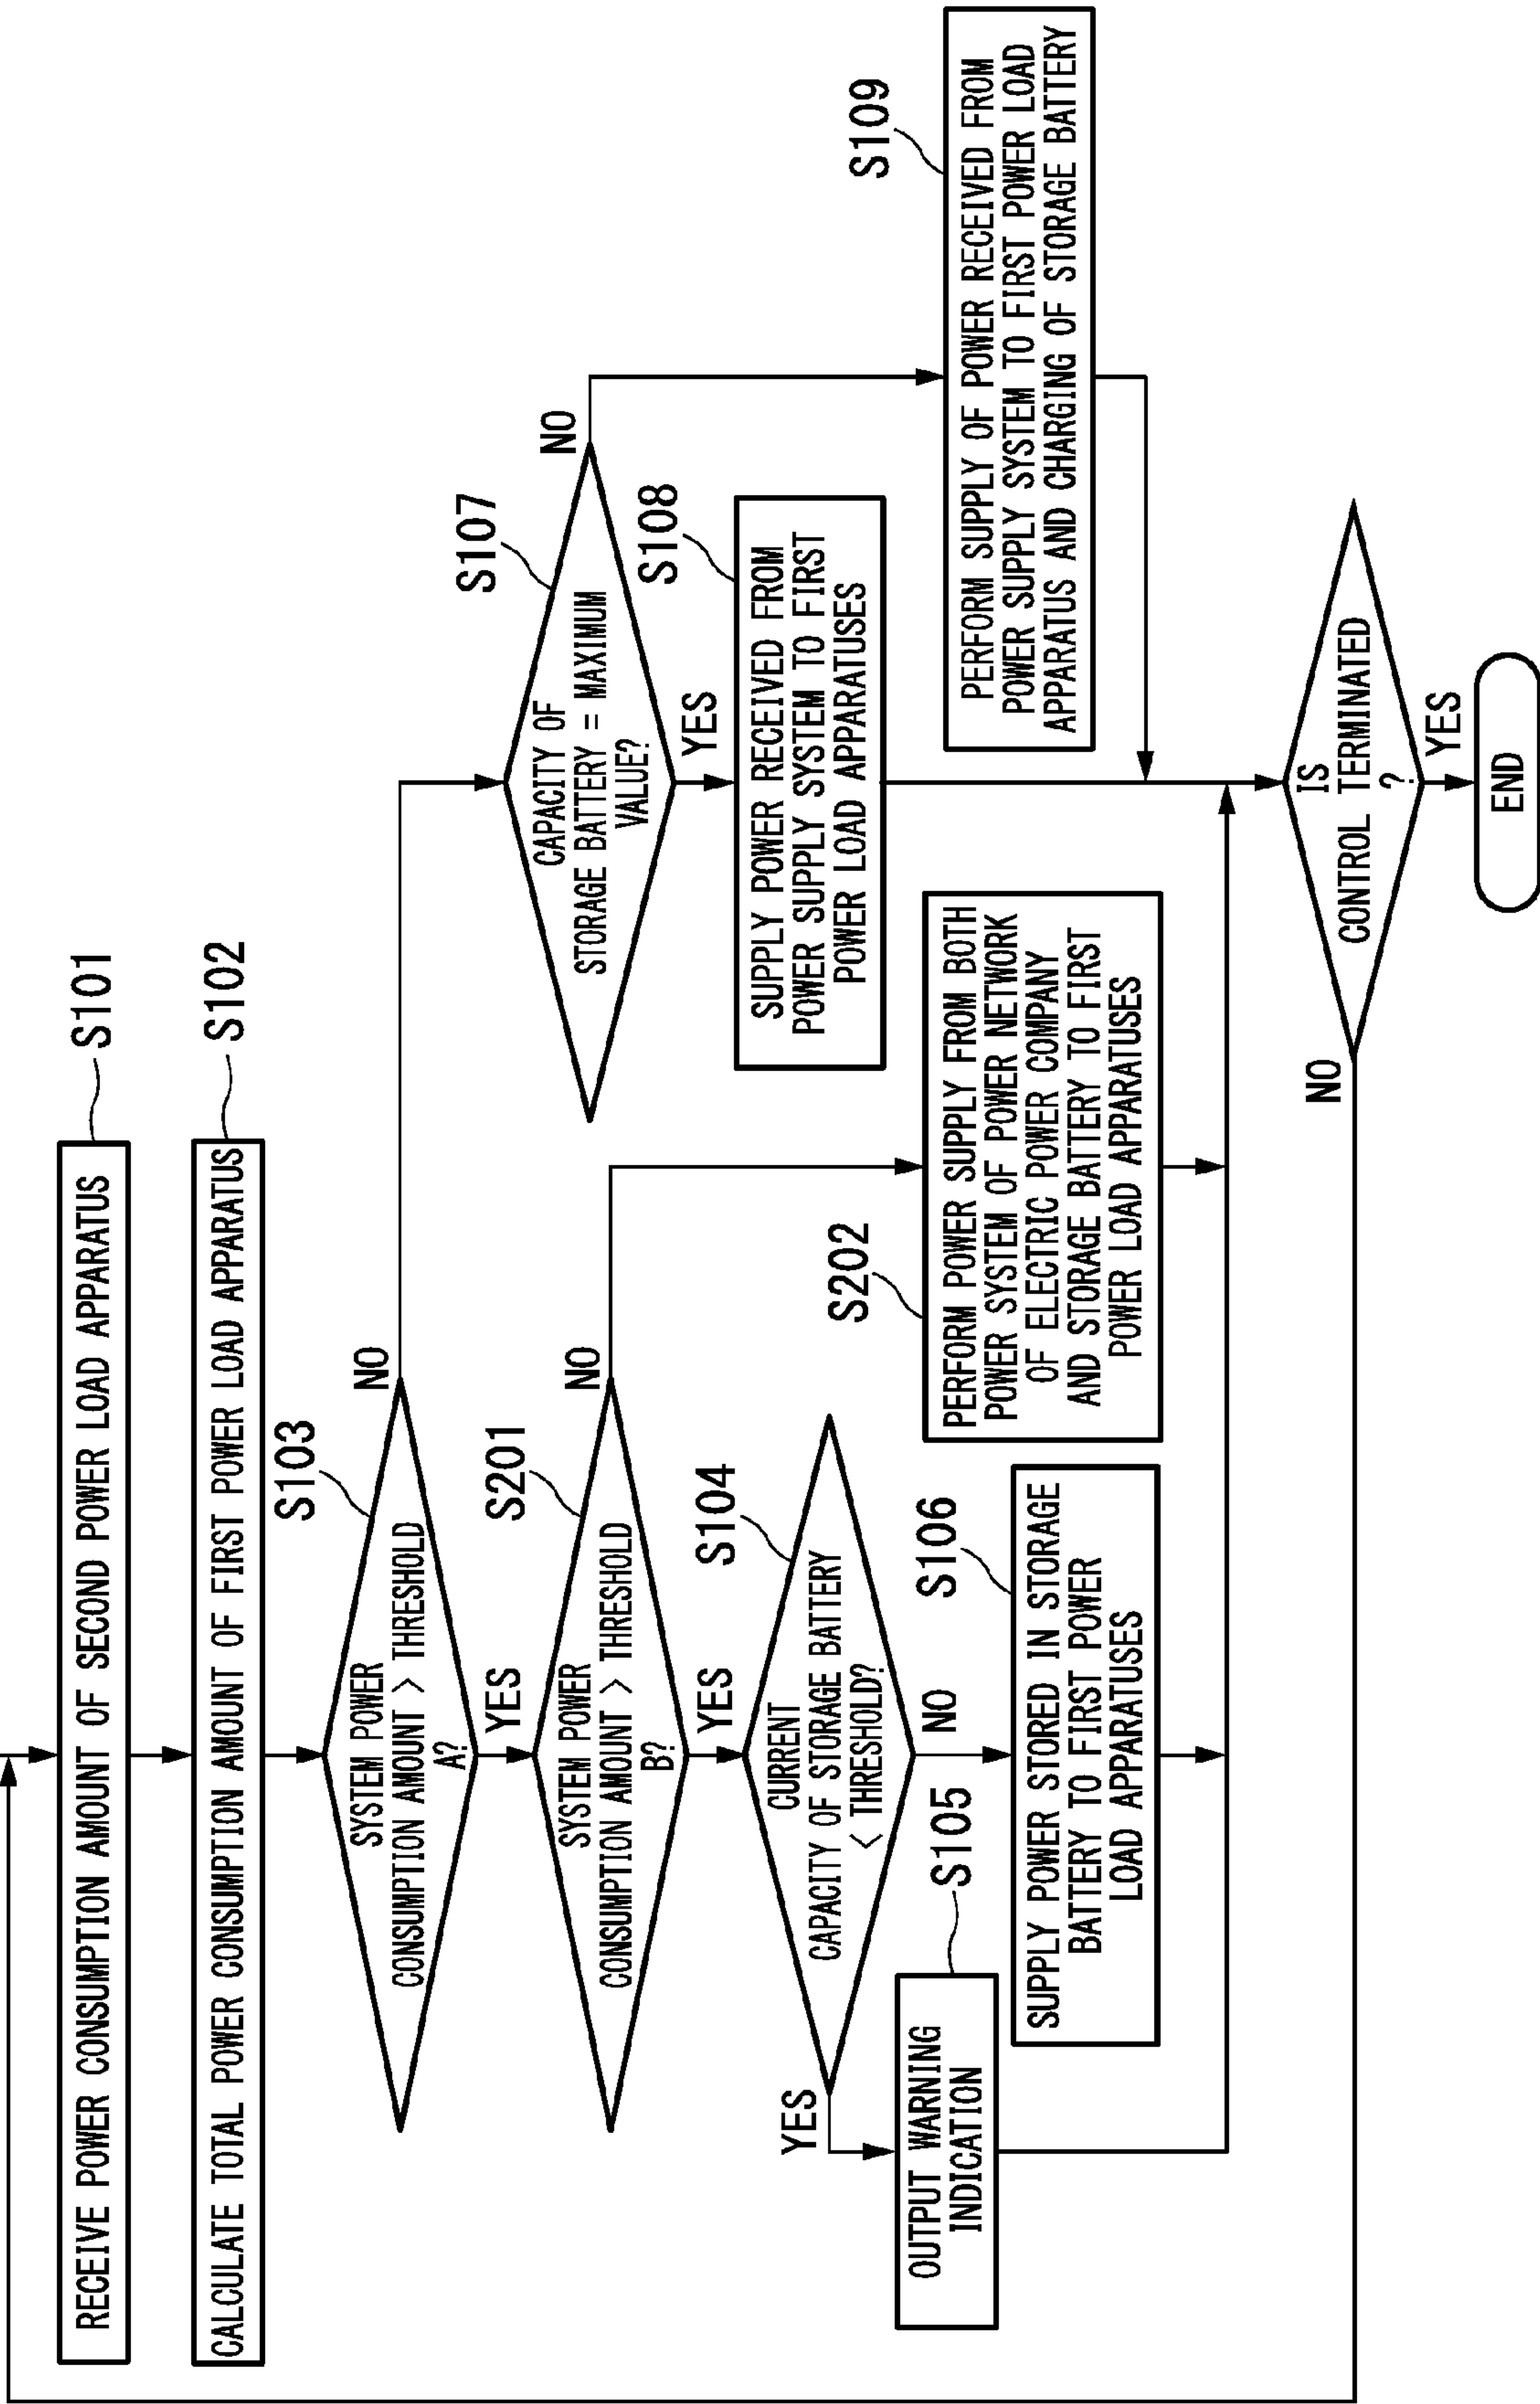 S101
RECEIVE POWER CONSUMPTION AMOUNT OF SECOND POWER LOAD APPARATUS
S102
CALCULATE TOTAL POWER CONSUMPTION AMOUNT OF FIRST POWER LOAD APPARATUS
S103
SYSTEM POWER
CONSUMPTION AMOUNT > THRESHOLD
A?
NO
YES
S201
SYSTEM POWER
CONSUMPTION AMOUNT > THRESHOLD
B?
NO
YES
S104
CURRENT
CAPACITY OF STORAGE BATTERY
< THRESHOLD?
YES
NO
S105
OUTPUT WARNING
INDICATION
S106
SUPPLY POWER STORED IN STORAGE
BATTERY TO FIRST POWER
LOAD APPARATUSES
S202
PERFORM POWER SUPPLY FROM BOTH
POWER SYSTEM OF POWER NETWORK
OF ELECTRIC POWER COMPANY
AND STORAGE BATTERY TO FIRST
POWER LOAD APPARATUSES
S107
CAPACITY OF
STORAGE BATTERY = MAXIMUM
VALUE?
NO
YES
S108
SUPPLY POWER RECEIVED FROM
POWER SUPPLY SYSTEM TO FIRST
POWER LOAD APPARATUSES
S109
PERFORM SUPPLY OF POWER RECEIVED FROM
POWER SUPPLY SYSTEM TO FIRST POWER LOAD
APPARATUS AND CHARGING OF STORAGE BATTERY
IS
CONTROL TERMINATED
?
NO
YES
END